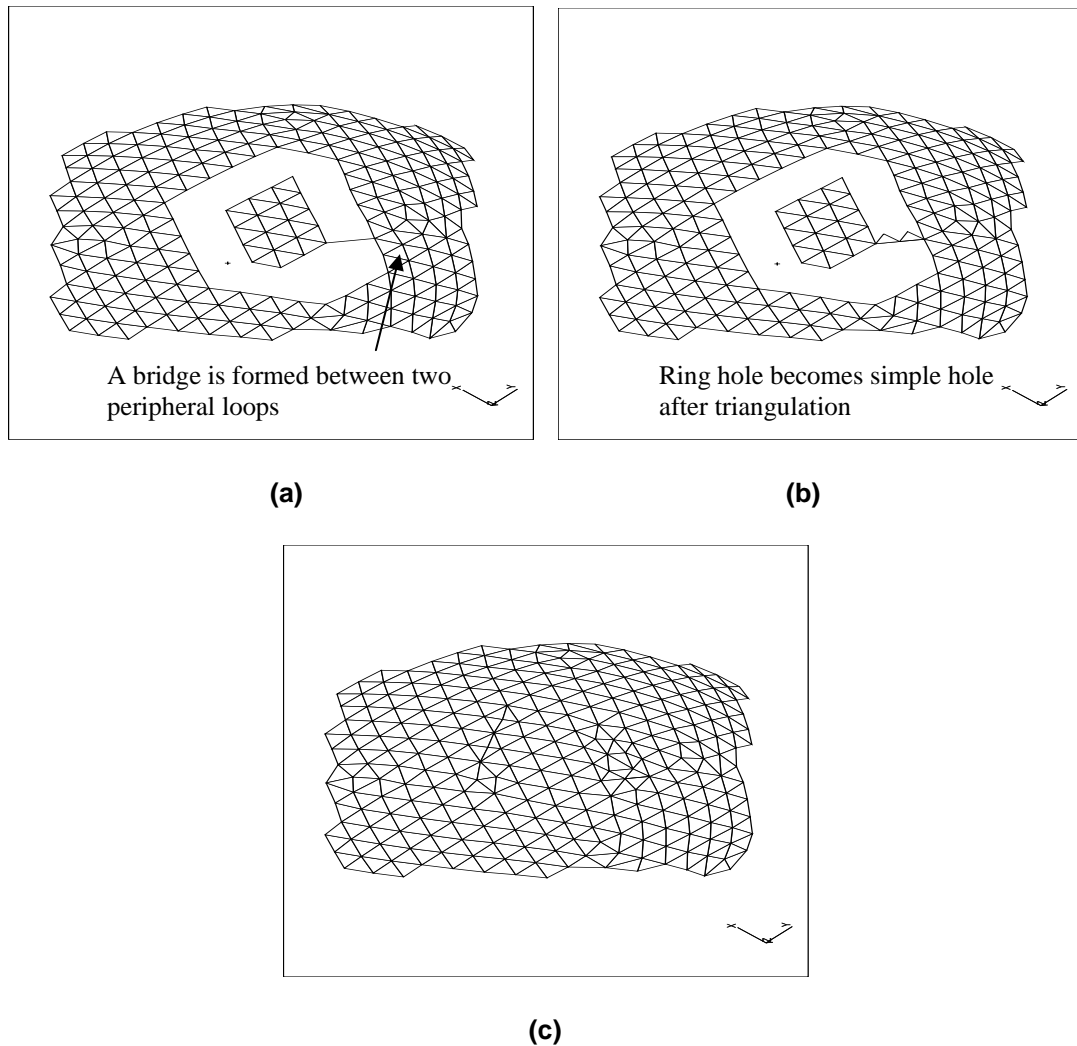 A bridge is formed between two
peripheral loops
X Z Y
(a)
Ring hole becomes simple hole
after triangulation
X Z Y
(b)
X Z Y
(c)